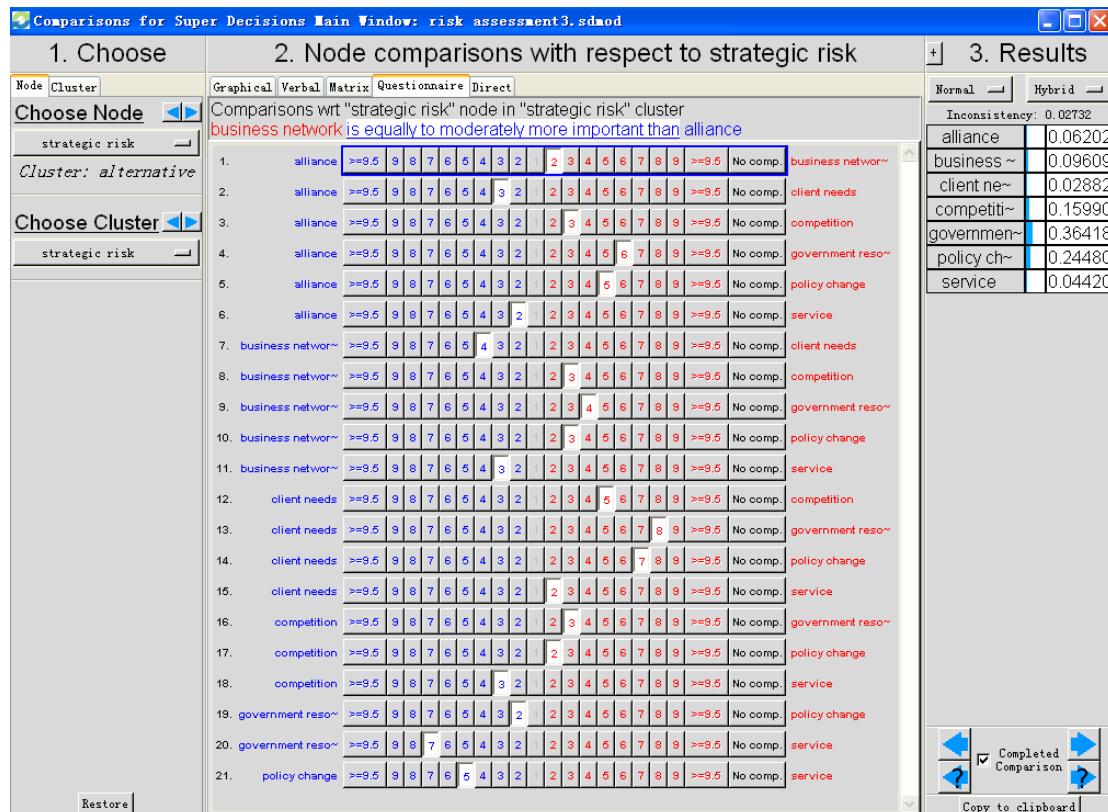 Comparisons for Super Decisions Main Window: risk assessment3.sdmod
1. Choose
2. Node comparisons with respect to strategic risk
+ 3. Results
Node Cluster
Graphical Verbal Matrix Questionnaire Direct
Normal Hybrid
Choose Node
strategic risk
Cluster: alternative
Choose Cluster
strategic risk
Restore
Comparisons wrt "strategic risk" node in "strategic risk" cluster
business network is equally to moderately more important than alliance
1. alliance >=9.5 9 8 7 6 5 4 3 2 1 2 3 4 5 6 7 8 9 >=9.5 No comp. business networ~
2. alliance >=9.5 9 8 7 6 5 4 3 2 1 2 3 4 5 6 7 8 9 >=9.5 No comp. client needs
3. alliance >=9.5 9 8 7 6 5 4 3 2 1 2 3 4 5 6 7 8 9 >=9.5 No comp. competition
4. alliance >=9.5 9 8 7 6 5 4 3 2 1 2 3 4 5 6 7 8 9 >=9.5 No comp. government reso~
5. alliance >=9.5 9 8 7 6 5 4 3 2 1 2 3 4 5 6 7 8 9 >=9.5 No comp. policy change
6. alliance >=9.5 9 8 7 6 5 4 3 2 1 2 3 4 5 6 7 8 9 >=9.5 No comp. service
7. business networ~ >=9.5 9 8 7 6 5 4 3 2 1 2 3 4 5 6 7 8 9 >=9.5 No comp. client needs
8. business networ~ >=9.5 9 8 7 6 5 4 3 2 1 2 3 4 5 6 7 8 9 >=9.5 No comp. competition
9. business networ~ >=9.5 9 8 7 6 5 4 3 2 1 2 3 4 5 6 7 8 9 >=9.5 No comp. government reso~
10. business networ~ >=9.5 9 8 7 6 5 4 3 2 1 2 3 4 5 6 7 8 9 >=9.5 No comp. policy change
11. business networ~ >=9.5 9 8 7 6 5 4 3 2 1 2 3 4 5 6 7 8 9 >=9.5 No comp. service
12. client needs >=9.5 9 8 7 6 5 4 3 2 1 2 3 4 5 6 7 8 9 >=9.5 No comp. competition
13. client needs >=9.5 9 8 7 6 5 4 3 2 1 2 3 4 5 6 7 8 9 >=9.5 No comp. government reso~
14. client needs >=9.5 9 8 7 6 5 4 3 2 1 2 3 4 5 6 7 8 9 >=9.5 No comp. policy change
15. client needs >=9.5 9 8 7 6 5 4 3 2 1 2 3 4 5 6 7 8 9 >=9.5 No comp. service
16. competition >=9.5 9 8 7 6 5 4 3 2 1 2 3 4 5 6 7 8 9 >=9.5 No comp. government reso~
17. competition >=9.5 9 8 7 6 5 4 3 2 1 2 3 4 5 6 7 8 9 >=9.5 No comp. policy change
18. competition >=9.5 9 8 7 6 5 4 3 2 1 2 3 4 5 6 7 8 9 >=9.5 No comp. service
19. government reso~ >=9.5 9 8 7 6 5 4 3 2 1 2 3 4 5 6 7 8 9 >=9.5 No comp. policy change
20. government reso~ >=9.5 9 8 7 6 5 4 3 2 1 2 3 4 5 6 7 8 9 >=9.5 No comp. service
21. policy change >=9.5 9 8 7 6 5 4 3 2 1 2 3 4 5 6 7 8 9 >=9.5 No comp. service
Inconsistency: 0.02732
alliance 0.06202
business ~ 0.09609
client ne~ 0.02882
competiti~ 0.15990
governmen~ 0.36418
policy ch~ 0.24480
service 0.04420
Completed
Comparison
? ?
Copy to clipboard